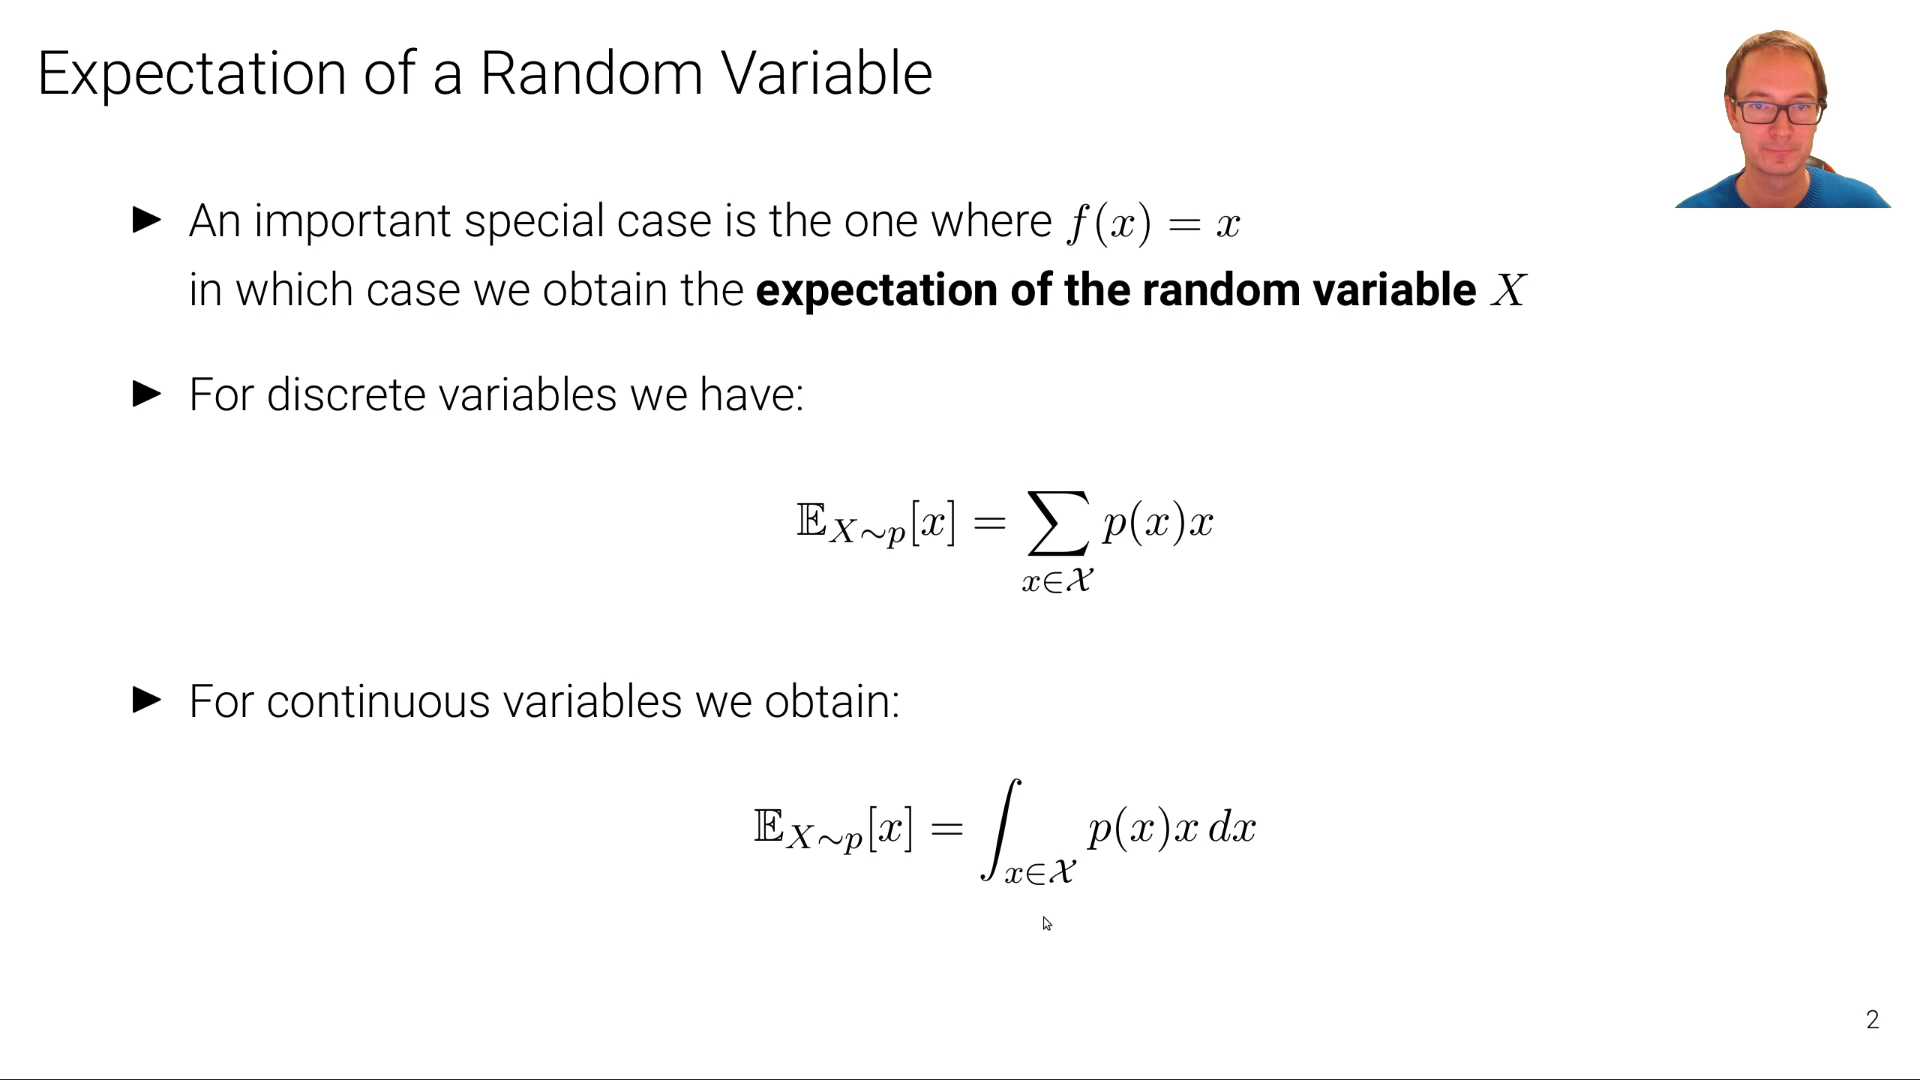 Expectation of a Random Variable
▶ An important special case is the one where f(x) = x
in which case we obtain the expectation of the random variable X
▶ For discrete variables we have:
𝔼_{X∼p}[x] = ∑_{x∈𝒳} p(x)x
▶ For continuous variables we obtain:
𝔼_{X∼p}[x] = ∫_{x∈𝒳} p(x)x dx
2